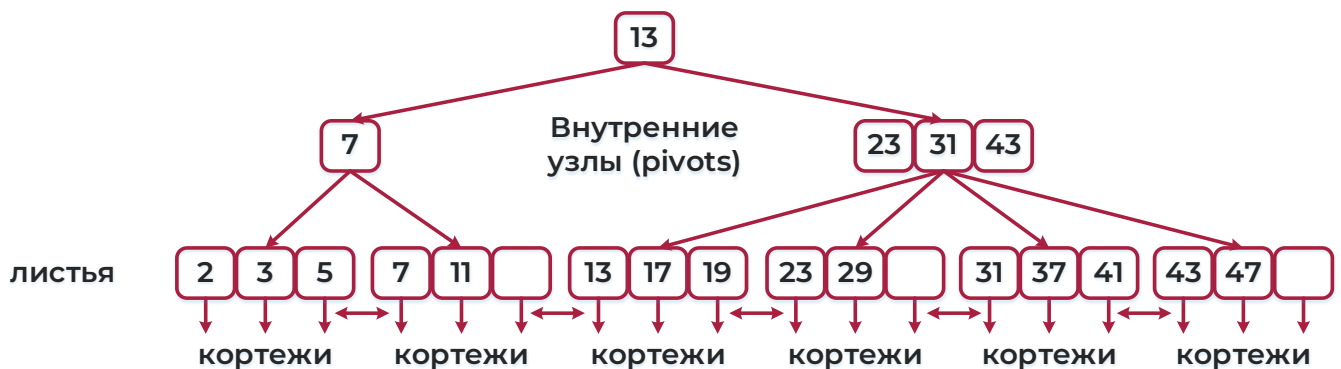 13
7
Внутренние
узлы (pivots)
23 31 43
листья
2 3 5 7 11 13 17 19 23 29 31 37 41 43 47
кортежи кортежи кортежи кортежи кортежи кортежи